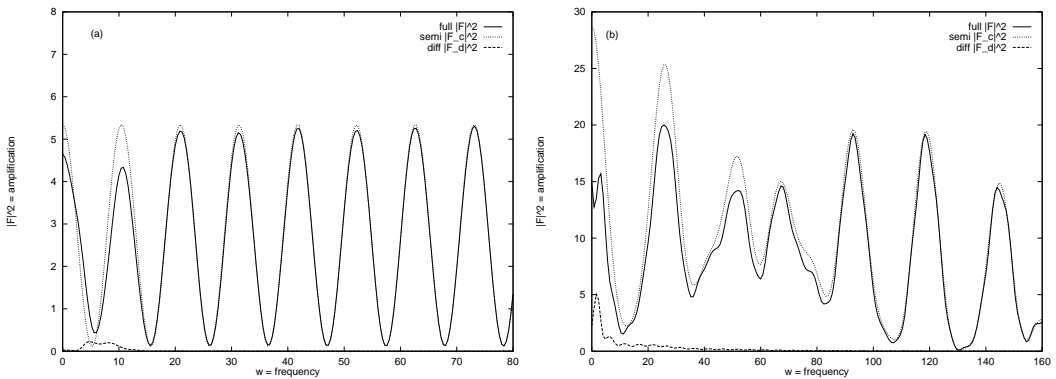 (a)
full |F|^2
semi |F_c|^2
diff |F_d|^2
|F|^2 = amplification
8
7
6
5
4
3
2
1
0
0 10 20 30 40 50 60 70 80
w = frequency
(b)
full |F|^2
semi |F_c|^2
diff |F_d|^2
|F|^2 = amplification
30
25
20
15
10
5
0
0 20 40 60 80 100 120 140 160
w = frequency